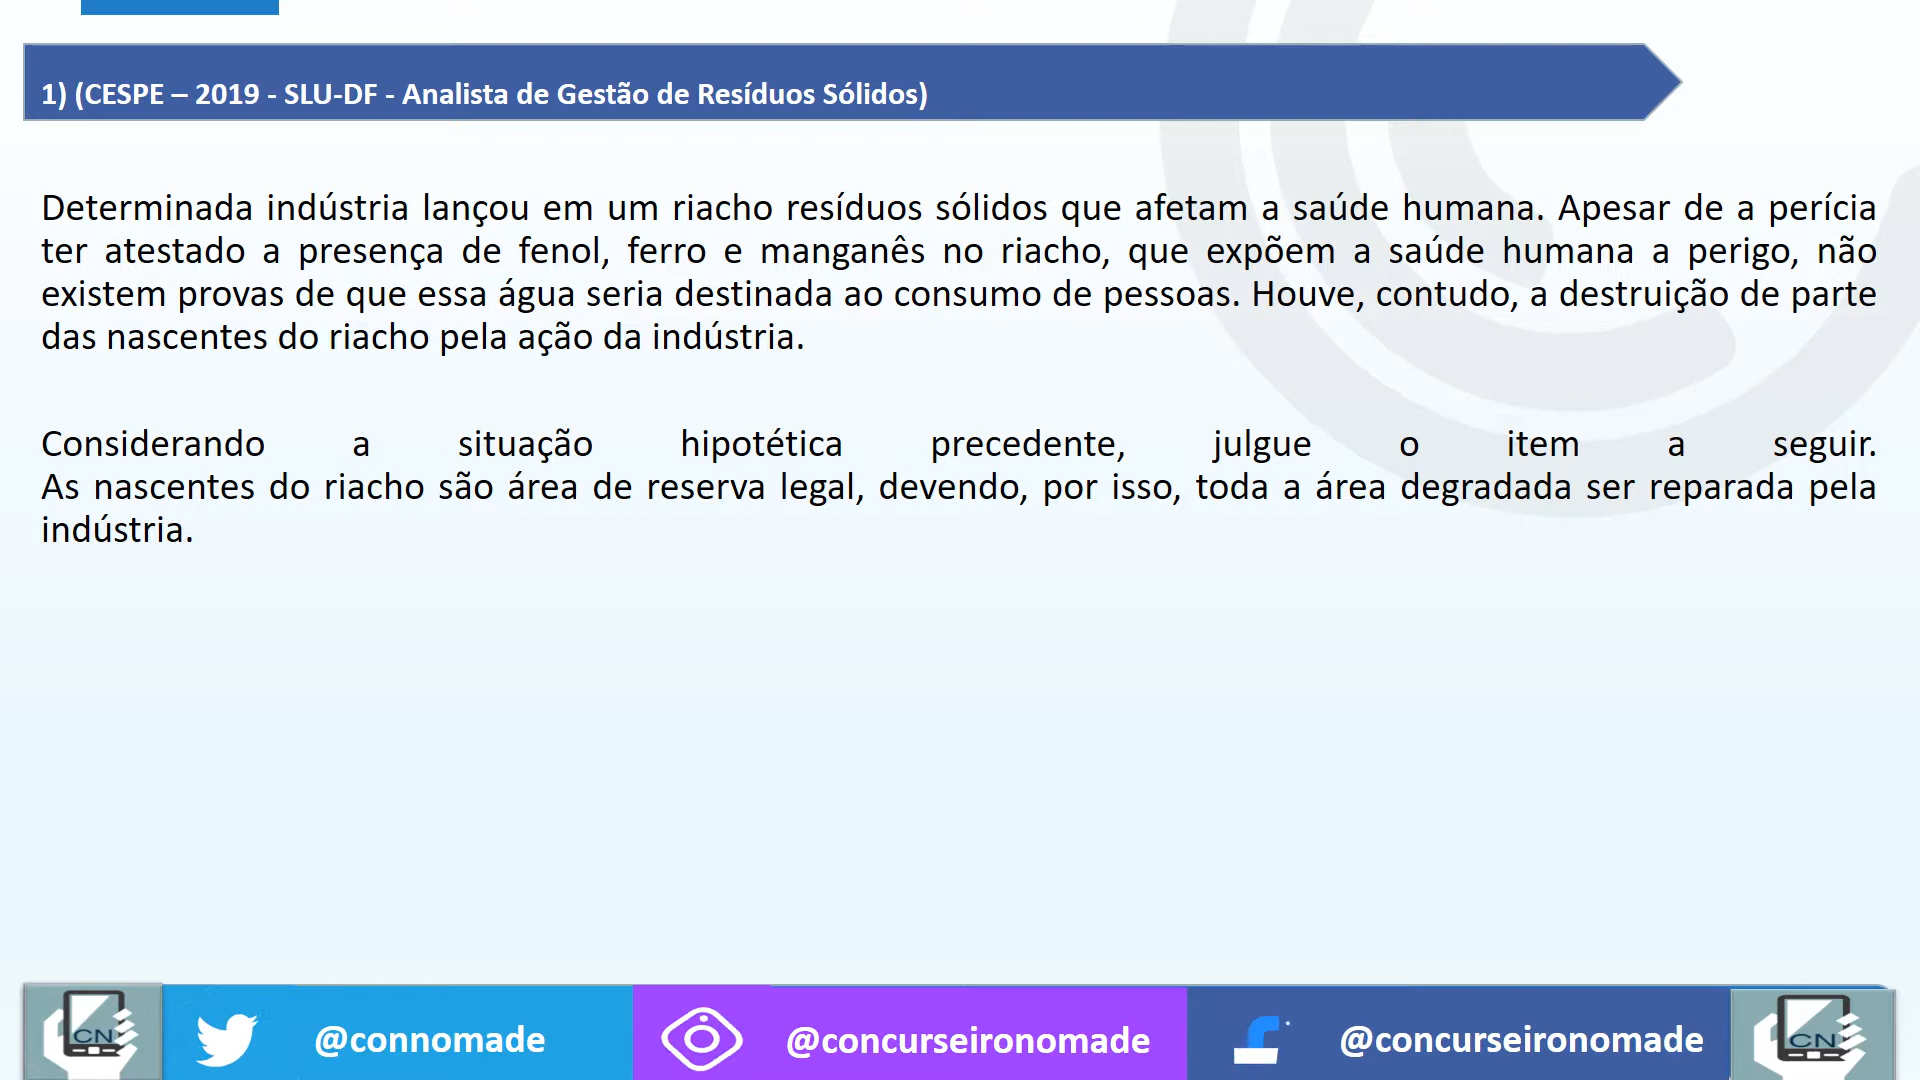 1) (CESPE – 2019 - SLU-DF - Analista de Gestão de Resíduos Sólidos)
Determinada indústria lançou em um riacho resíduos sólidos que afetam a saúde humana. Apesar de a perícia
ter atestado a presença de fenol, ferro e manganês no riacho, que expõem a saúde humana a perigo, não
existem provas de que essa água seria destinada ao consumo de pessoas. Houve, contudo, a destruição de parte
das nascentes do riacho pela ação da indústria.
Considerando a situação hipotética precedente, julgue o item a seguir.
As nascentes do riacho são área de reserva legal, devendo, por isso, toda a área degradada ser reparada pela
indústria.
CN @connomade @concurseironomade @concurseironomade CN